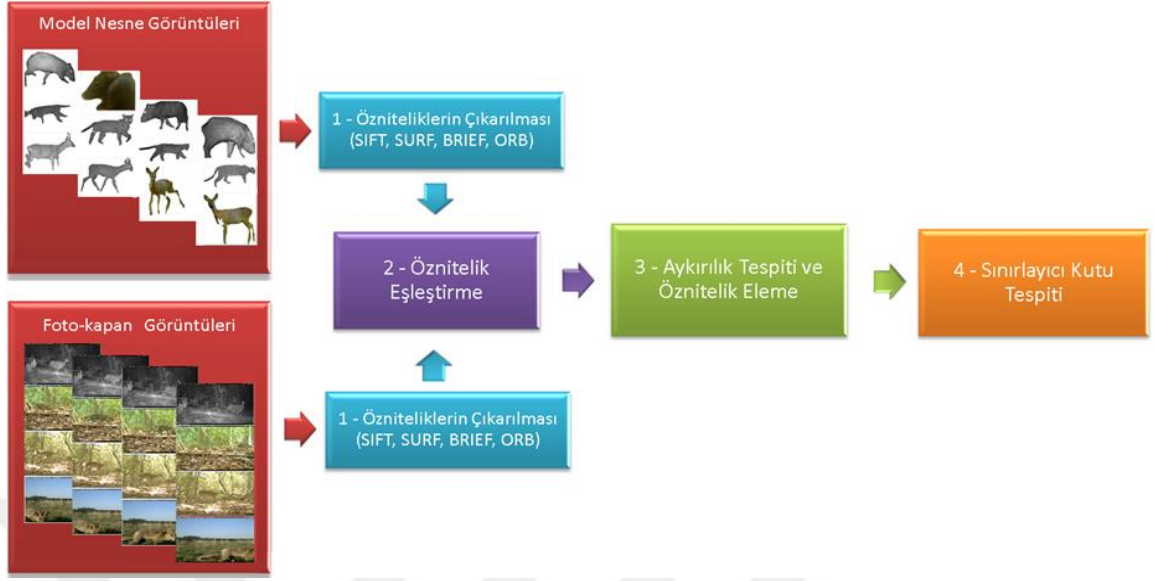 Model Nesne Görüntüleri
1 - Özniteliklerin Çıkarılması
(SIFT, SURF, BRIEF, ORB)
2 - Öznitelik
Eşleştirme
3 - Aykırılık Tespiti ve
Öznitelik Eleme
4 - Sınırlayıcı Kutu
Tespiti
Foto-kapan Görüntüleri
1 - Özniteliklerin Çıkarılması
(SIFT, SURF, BRIEF, ORB)